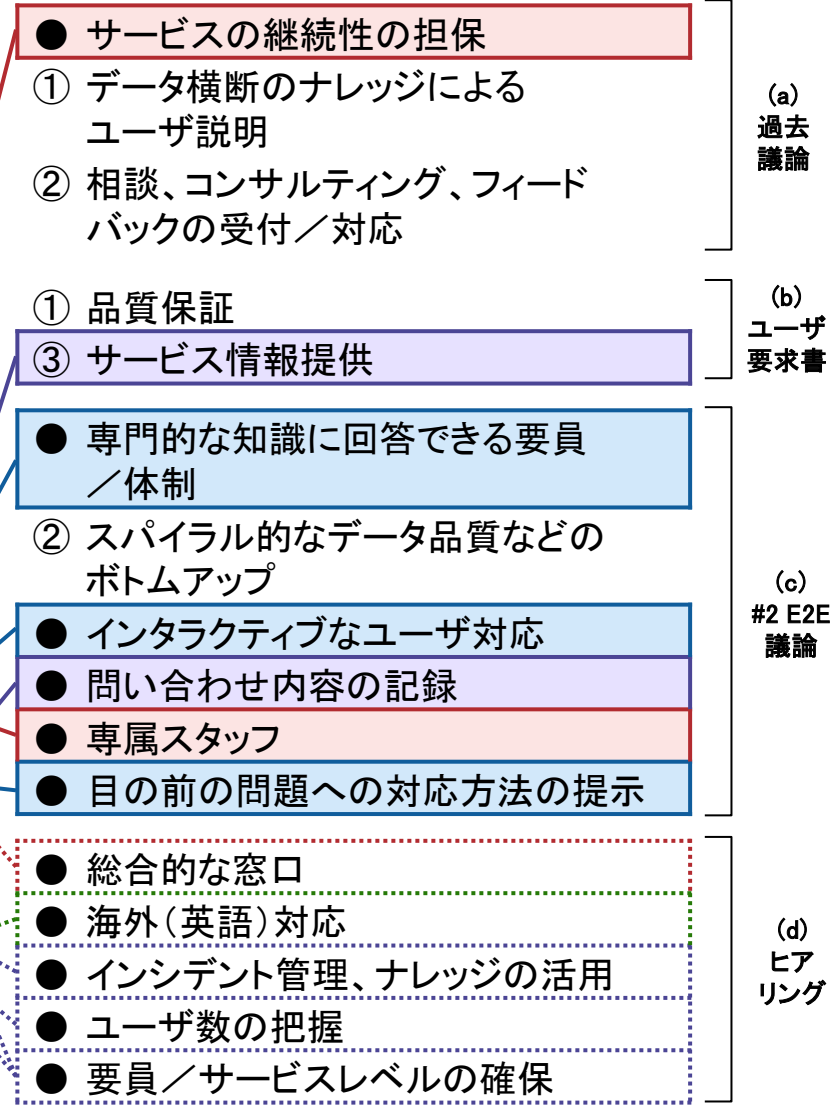 ● サービスの継続性の担保
① データ横断のナレッジによる
ユーザ説明
② 相談、コンサルティング、フィード
バックの受付／対応
(a)
過去
議論
① 品質保証
③ サービス情報提供
(b)
ユーザ
要求書
● 専門的な知識に回答できる要員
／体制
② スパイラル的なデータ品質などの
ボトムアップ
● インタラクティブなユーザ対応
● 問い合わせ内容の記録
● 専属スタッフ
● 目の前の問題への対応方法の提示
(c)
#2 E2E
議論
● 総合的な窓口
● 海外（英語）対応
● インシデント管理、ナレッジの活用
● ユーザ数の把握
● 要員／サービスレベルの確保
(d)
ヒア
リング